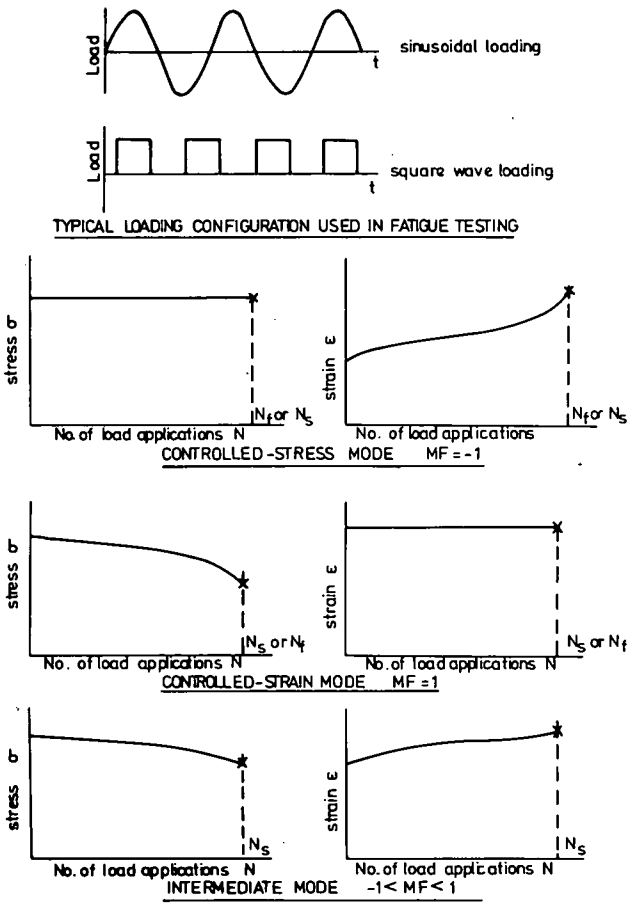 Load
sinusoidal loading
t
Load
square wave loading
t
TYPICAL LOADING CONFIGURATION USED IN FATIGUE TESTING
stress σ
strain ε
N_f or N_s
N_f or N_s
No. of load applications N
No. of load applications
CONTROLLED-STRESS MODE MF = -1
stress σ
strain ε
N_s or N_f
N_s or N_f
No. of load applications N
No. of load applications N
CONTROLLED-STRAIN MODE MF = 1
stress σ
strain ε
N_s
N_s
No. of load applications N
No. of load applications N
INTERMEDIATE MODE -1 < MF < 1